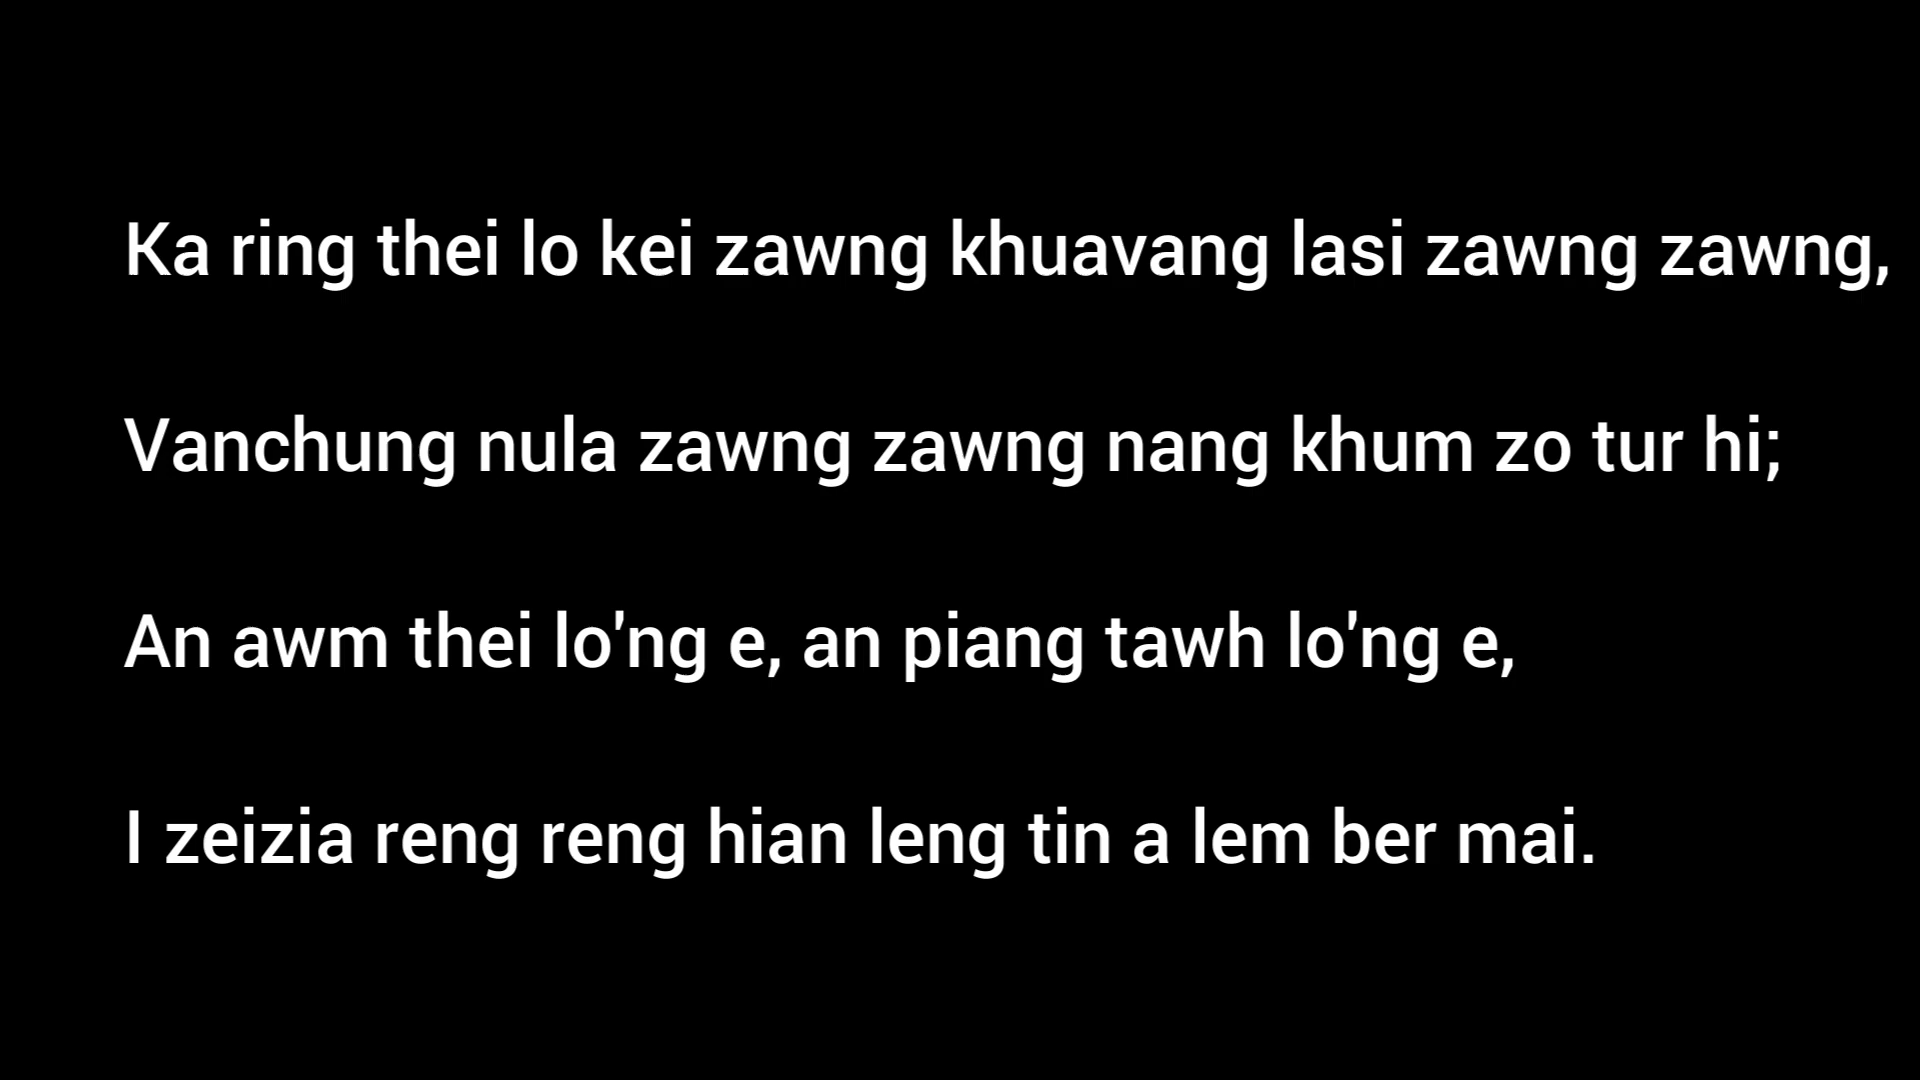 Ka ring thei lo kei zawng khuavang lasi zawng zawng,
Vanchung nula zawng zawng nang khum zo tur hi;
An awm thei lo'ng e, an piang tawh lo'ng e,
I zeizia reng reng hian leng tin a lem ber mai.